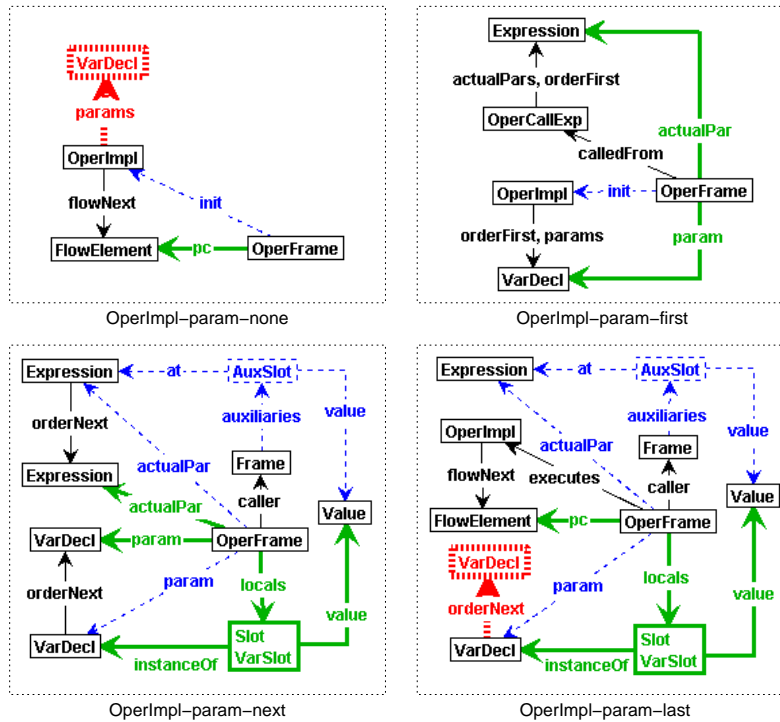 VarDecl
params
OperImpl
flowNext
init
FlowElement
pc
OperFrame
OperImpl−param−none
Expression
actualPars, orderFirst
OperCallExp
actualPar
calledFrom
OperImpl
init
OperFrame
orderFirst, params
param
VarDecl
OperImpl−param−first
Expression
at
AuxSlot
orderNext
auxiliaries
value
actualPar
Frame
Expression
caller
actualPar
Value
VarDecl
param
OperFrame
orderNext
param
locals
value
VarDecl
Slot
VarSlot
instanceOf
OperImpl−param−next
Expression
at
AuxSlot
auxiliaries
OperImpl
actualPar
value
Frame
flowNext
executes
caller
Value
FlowElement
pc
OperFrame
VarDecl
param
locals
orderNext
value
VarDecl
Slot
VarSlot
instanceOf
OperImpl−param−last